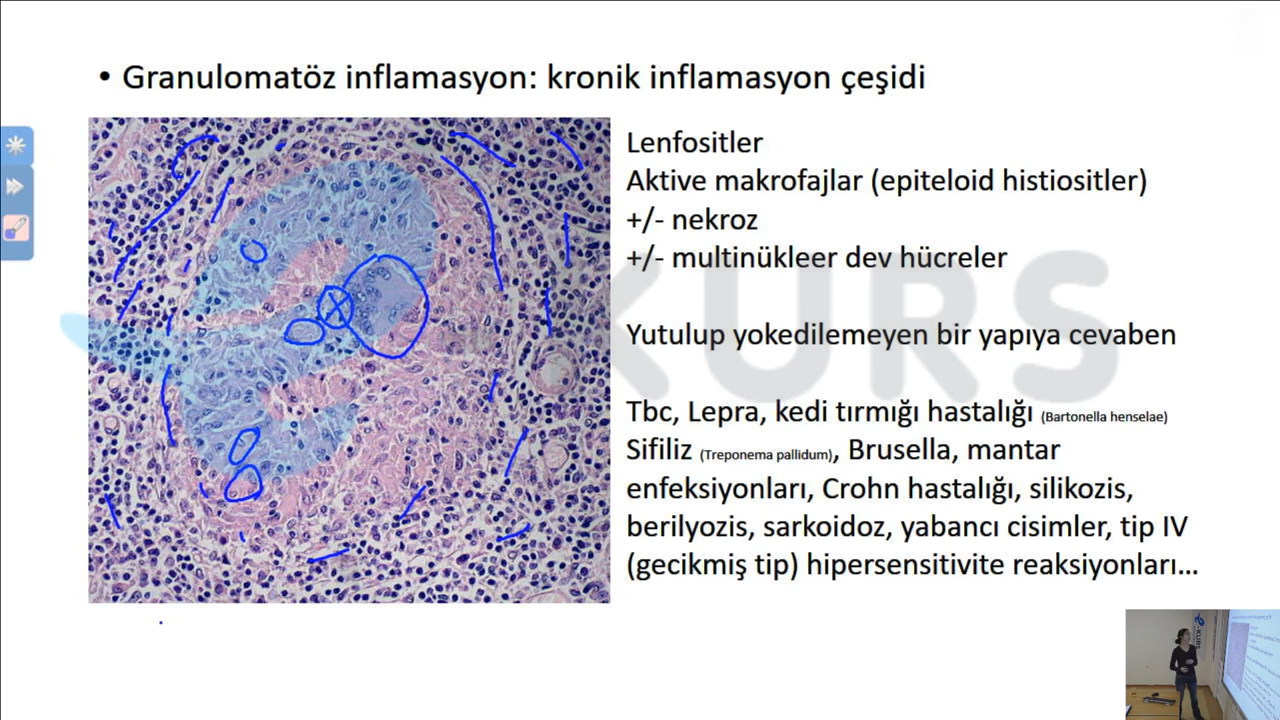 • Granulomatöz inflamasyon: kronik inflamasyon çeşidi
Lenfositler
Aktive makrofajlar (epiteloid histiositler)
+/- nekroz
+/- multinükleer dev hücreler
Yutulup yokedilemeyen bir yapıya cevaben
Tbc, Lepra, kedi tırmığı hastalığı (Bartonella henselae)
Sifiliz (Treponema pallidum), Brusella, mantar
enfeksiyonları, Crohn hastalığı, silikozis,
berilyozis, sarkoidoz, yabancı cisimler, tip IV
(gecikmiş tip) hipersensitivite reaksiyonları...
KURS
e-KURS